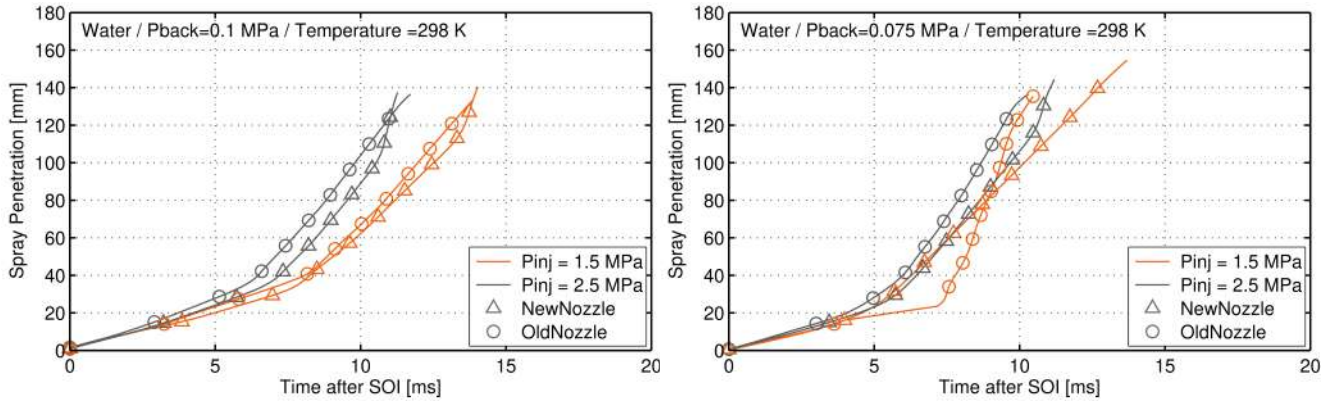 Water / Pback=0.1 MPa / Temperature =298 K
180
160
140
120
100
80
60
40
20
0
Spray Penetration [mm]
Pinj = 1.5 MPa
Pinj = 2.5 MPa
NewNozzle
OldNozzle
0 5 10 15 20
Time after SOI [ms]
Water / Pback=0.075 MPa / Temperature =298 K
180
160
140
120
100
80
60
40
20
0
Spray Penetration [mm]
Pinj = 1.5 MPa
Pinj = 2.5 MPa
NewNozzle
OldNozzle
0 5 10 15 20
Time after SOI [ms]